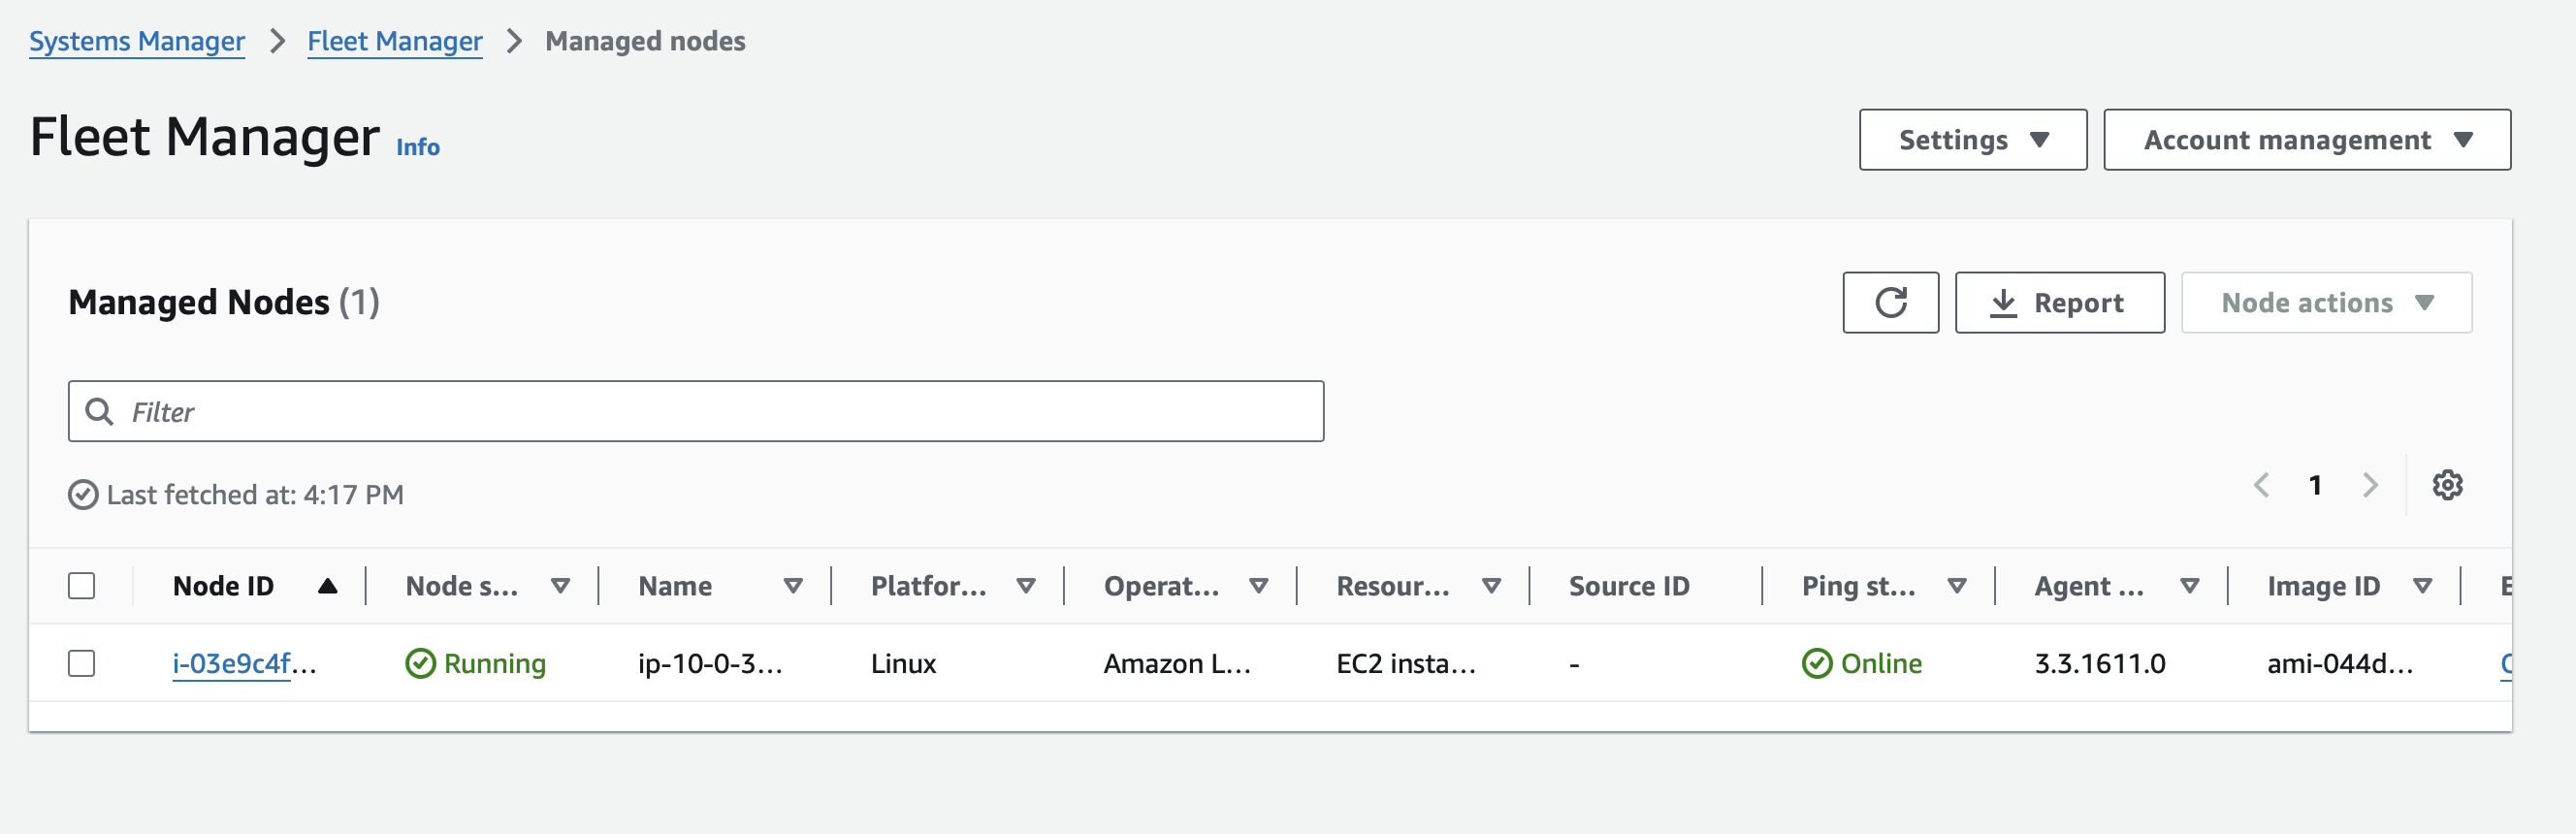 Systems Manager > Fleet Manager > Managed nodes
Fleet Manager Info
Settings Account management
Managed Nodes (1)
Report Node actions
Filter
Last fetched at: 4:17 PM
1
Node ID Node s... Name Platfor... Operat... Resour... Source ID Ping st... Agent ... Image ID
i-03e9c4f... Running ip-10-0-3... Linux Amazon L... EC2 insta... - Online 3.3.1611.0 ami-044d...